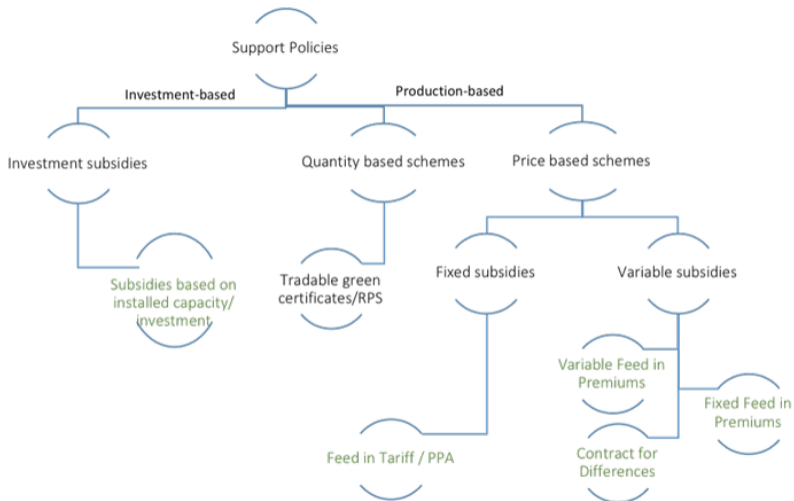 Support Policies
Investment-based
Production-based
Investment subsidies
Quantity based schemes
Price based schemes
Subsidies based on
installed capacity/
investment
Tradable green
certificates/RPS
Fixed subsidies
Variable subsidies
Variable Feed in
Premiums
Fixed Feed in
Premiums
Feed in Tariff / PPA
Contract for
Differences